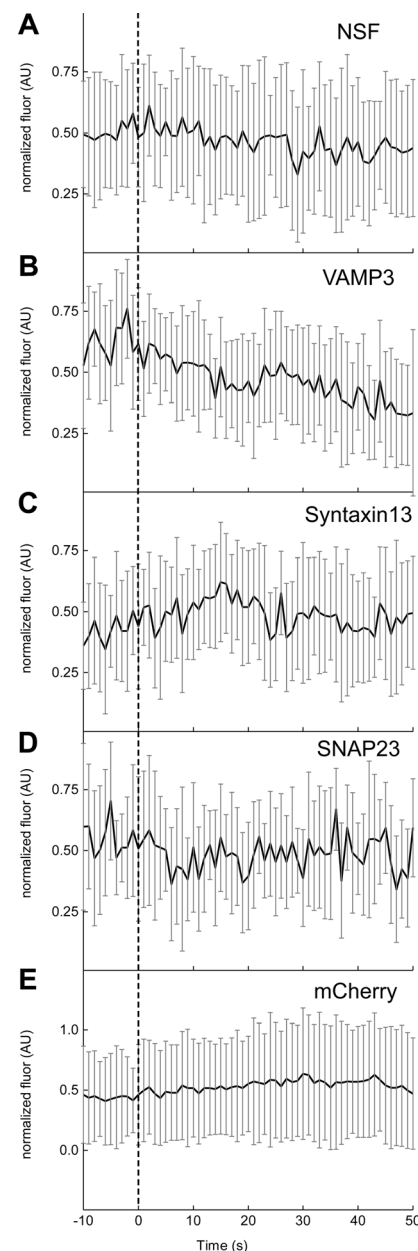 A
NSF
normalized fluor (AU)
0.75
0.50
0.25
B
VAMP3
normalized fluor (AU)
0.75
0.50
0.25
C
Syntaxin13
normalized fluor (AU)
0.75
0.50
0.25
D
SNAP23
normalized fluor (AU)
0.75
0.50
0.25
E
mCherry
normalized fluor (AU)
1.0
0.5
0.0
-10 0 10 20 30 40 50
Time (s)